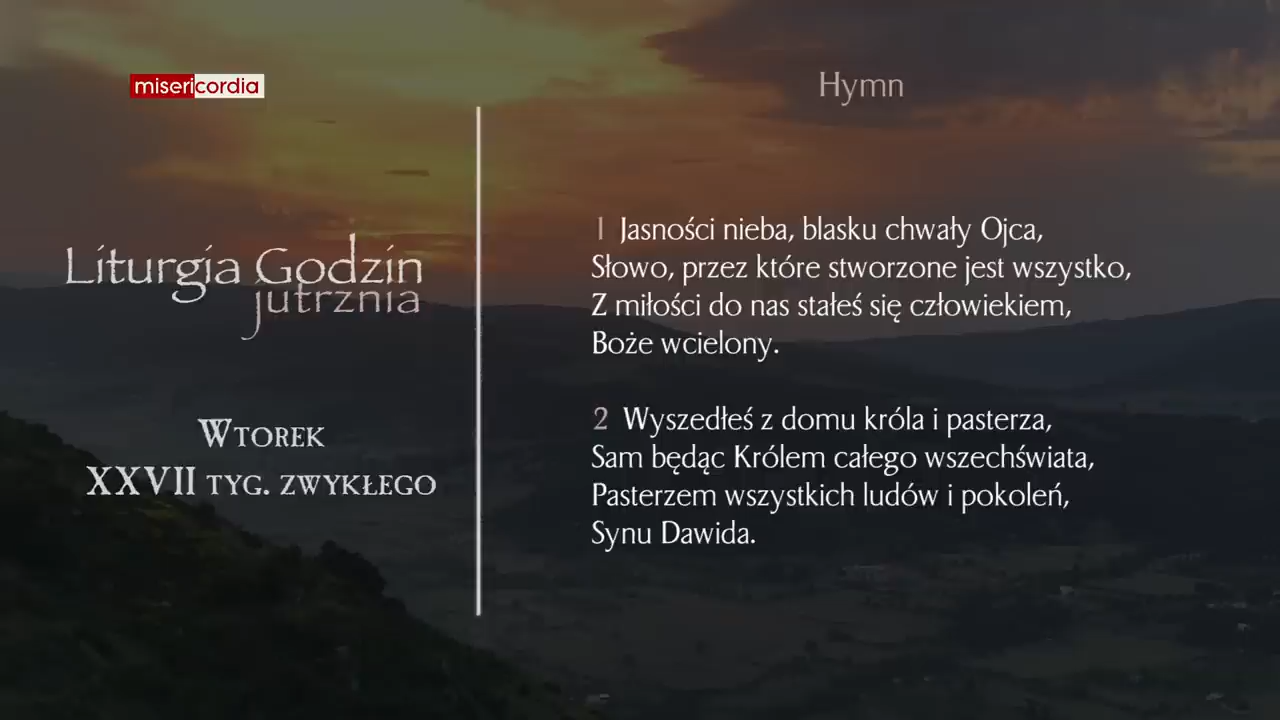 misericordia
Liturgia Godzin
jutrznia
Wtorek
XXVII tyg. zwykłego
Hymn
1 Jasności nieba, blasku chwały Ojca,
Słowo, przez które stworzone jest wszystko,
Z miłości do nas stałeś się człowiekiem,
Boże wcielony.
2 Wyszedłeś z domu króla i pasterza,
Sam będąc Królem całego wszechświata,
Pasterzem wszystkich ludów i pokoleń,
Synu Dawida.